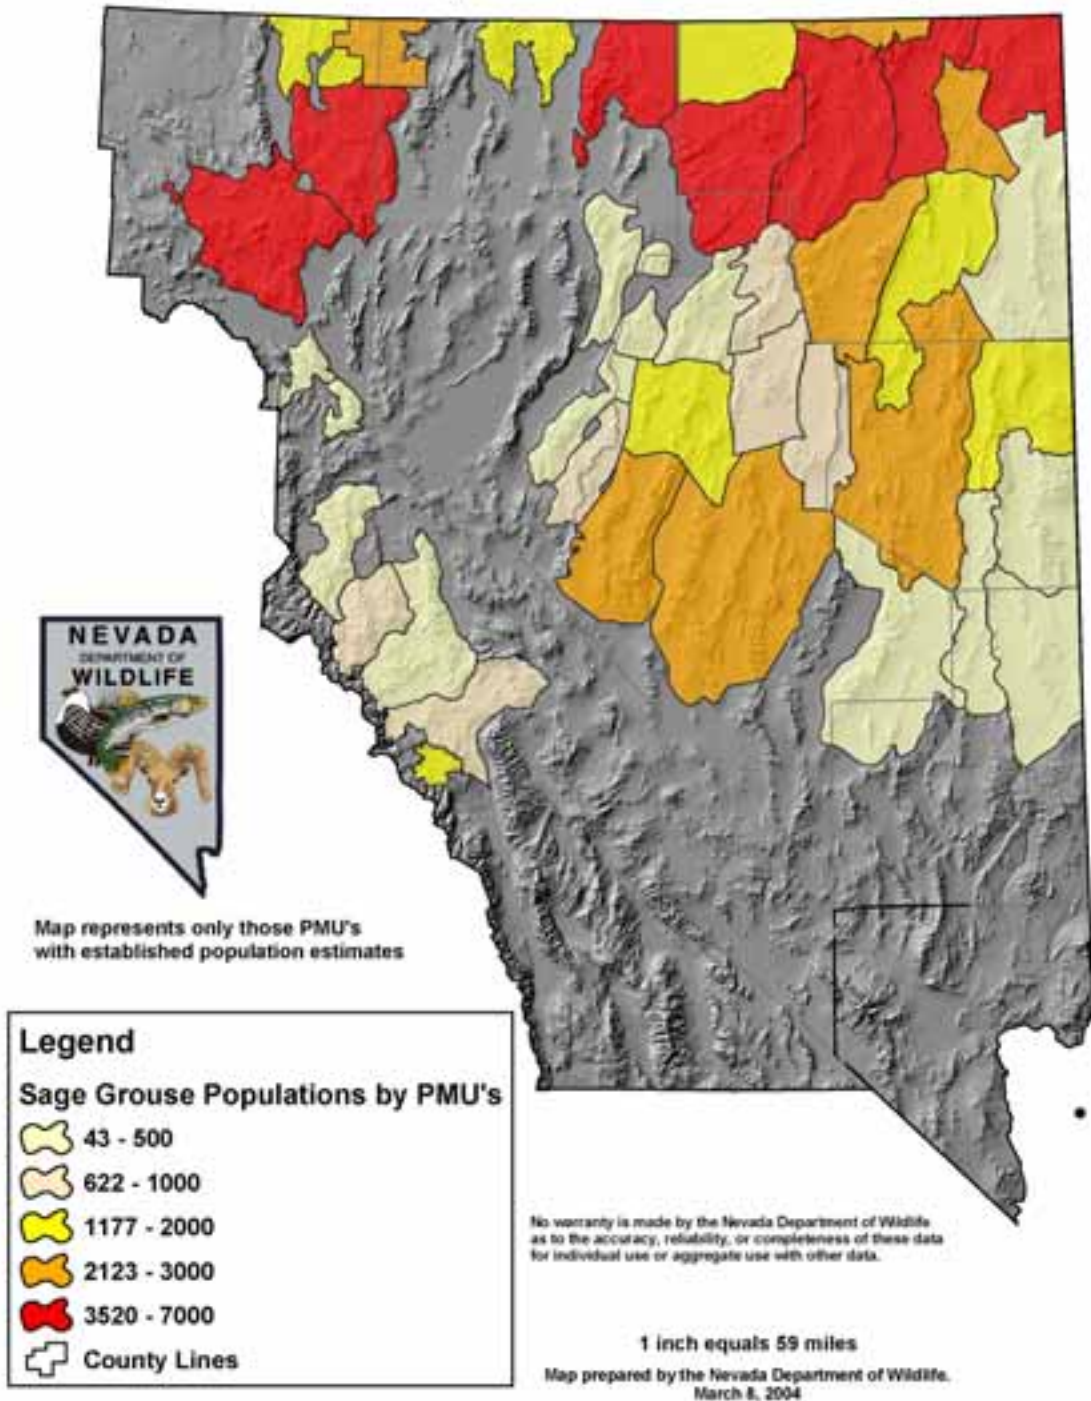 NEVADA
DEPARTMENT OF
WILDLIFE
Map represents only those PMU's
with established population estimates
Legend
Sage Grouse Populations by PMU's
43 - 500
622 - 1000
1177 - 2000
2123 - 3000
3520 - 7000
County Lines
No warranty is made by the Nevada Department of Wildlife
as to the accuracy, reliability, or completeness of these data
for individual use or aggregate use with other data.
1 inch equals 59 miles
Map prepared by the Nevada Department of Wildlife.
March 8, 2004